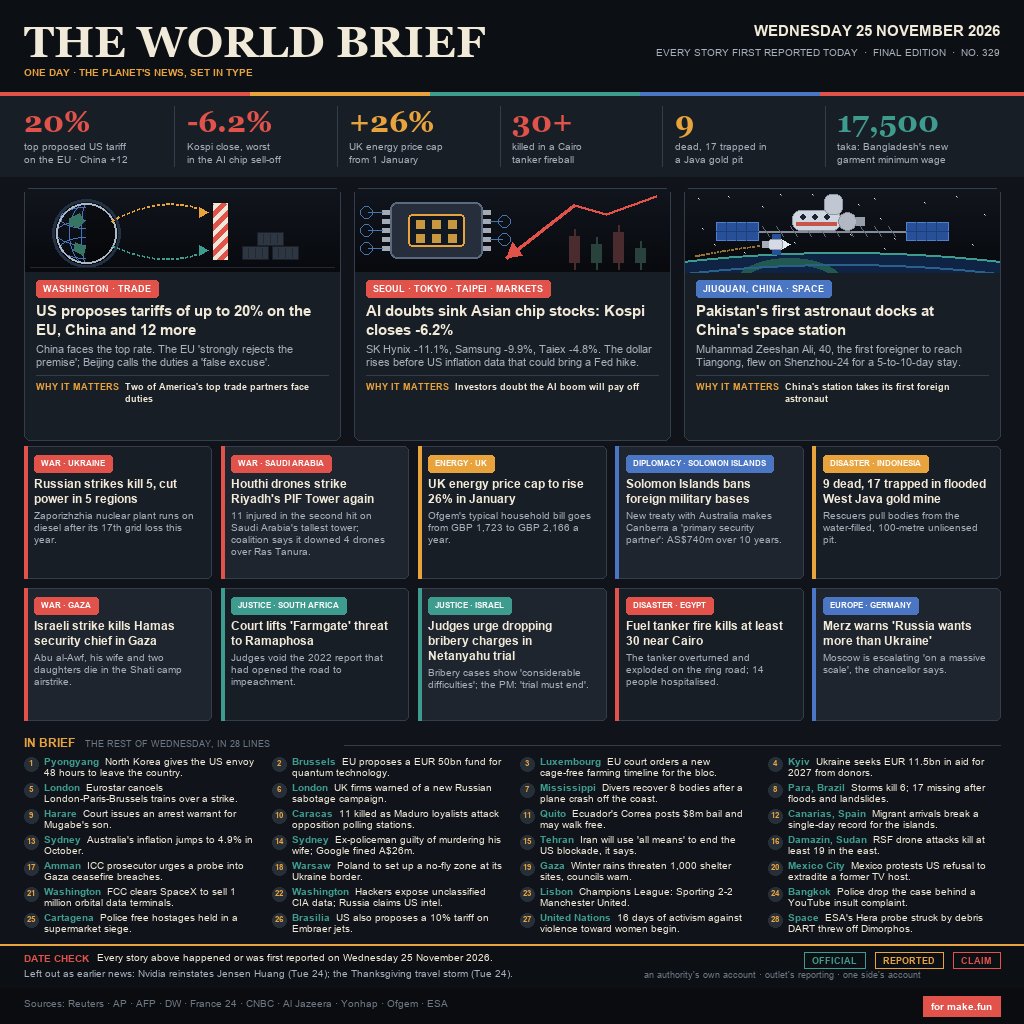 THE WORLD BRIEF
ONE DAY · THE PLANET'S NEWS, SET IN TYPE
WEDNESDAY 25 NOVEMBER 2026
EVERY STORY FIRST REPORTED TODAY · FINAL EDITION · NO. 329
20%
top proposed US tariff
on the EU · China +12
-6.2%
Kospi close, worst
in the AI chip sell-off
+26%
UK energy price cap
from 1 January
30+
killed in a Cairo
tanker fireball
9
dead, 17 trapped in
a Java gold pit
17,500
taka: Bangladesh's new
garment minimum wage
WASHINGTON · TRADE
US proposes tariffs of up to 20% on the
EU, China and 12 more
China faces the top rate. The EU 'strongly rejects the
premise'; Beijing calls the duties a 'false excuse'.
WHY IT MATTERS Two of America's top trade partners face
duties
SEOUL · TOKYO · TAIPEI · MARKETS
AI doubts sink Asian chip stocks: Kospi
closes -6.2%
SK Hynix -11.1%, Samsung -9.9%, Taiex -4.8%. The dollar
rises before US inflation data that could bring a Fed hike.
WHY IT MATTERS Investors doubt the AI boom will pay off
JIUQUAN, CHINA · SPACE
Pakistan's first astronaut docks at
China's space station
Muhammad Zeeshan Ali, 40, the first foreigner to reach
Tiangong, flew on Shenzhou-24 for a 5-to-10-day stay.
WHY IT MATTERS China's station takes its first foreign
astronaut
WAR · UKRAINE
Russian strikes kill 5, cut
power in 5 regions
Zaporizhzhia nuclear plant runs on
diesel after its 17th grid loss this
year.
WAR · SAUDI ARABIA
Houthi drones strike
Riyadh's PIF Tower again
11 injured in the second hit on
Saudi Arabia's tallest tower;
coalition says it downed 4 drones
over Ras Tanura.
ENERGY · UK
UK energy price cap to rise
26% in January
Ofgem's typical household bill goes
from GBP 1,723 to GBP 2,166 a
year.
DIPLOMACY · SOLOMON ISLANDS
Solomon Islands bans
foreign military bases
New treaty with Australia makes
Canberra a 'primary security
partner': AS$740m over 10 years.
DISASTER · INDONESIA
9 dead, 17 trapped in flooded
West Java gold mine
Rescuers pull bodies from the
water-filled, 100-metre unlicensed
pit.
WAR · GAZA
Israeli strike kills Hamas
security chief in Gaza
Abu al-Awf, his wife and two
daughters die in the Shati camp
airstrike.
JUSTICE · SOUTH AFRICA
Court lifts 'Farmgate' threat
to Ramaphosa
Judges void the 2022 report that
had opened the road to
impeachment.
JUSTICE · ISRAEL
Judges urge dropping
bribery charges in
Netanyahu trial
Bribery cases show 'considerable
difficulties'; the PM: 'trial must end'.
DISASTER · EGYPT
Fuel tanker fire kills at least
30 near Cairo
The tanker overturned and
exploded on the ring road; 14
people hospitalised.
EUROPE · GERMANY
Merz warns 'Russia wants
more than Ukraine'
Moscow is escalating 'on a massive
scale', the chancellor says.
IN BRIEF THE REST OF WEDNESDAY, IN 28 LINES
1 Pyongyang North Korea gives the US envoy
48 hours to leave the country.
2 Brussels EU proposes a EUR 50bn fund for
quantum technology.
3 Luxembourg EU court orders a new
cage-free farming timeline for the bloc.
4 Kyiv Ukraine seeks EUR 11.5bn in aid for
2027 from donors.
5 London Eurostar cancels
London-Paris-Brussels trains over a strike.
6 London UK firms warned of a new Russian
sabotage campaign.
7 Mississippi Divers recover 8 bodies after a
plane crash off the coast.
8 Para, Brazil Storms kill 6; 17 missing after
floods and landslides.
9 Harare Court issues an arrest warrant for
Mugabe's son.
10 Caracas 11 killed as Maduro loyalists attack
opposition polling stations.
11 Quito Ecuador's Correa posts $8m bail and
may walk free.
12 Canarias, Spain Migrant arrivals break a
single-day record for the islands.
13 Sydney Australia's inflation jumps to 4.9% in
October.
14 Sydney Ex-policeman guilty of murdering his
wife; Google fined A$26m.
15 Tehran Iran will use 'all means' to end
the US blockade, it says.
16 Damazin, Sudan RSF drone attacks kill at
least 19 in the east.
17 Amman ICC prosecutor urges a probe into
Gaza ceasefire breaches.
18 Warsaw Poland to set up a no-fly zone at its
Ukraine border.
19 Gaza Winter rains threaten 1,000 shelter
sites, councils warn.
20 Mexico City Mexico protests US refusal to
extradite a former TV host.
21 Washington FCC clears SpaceX to sell 1
million orbital data terminals.
22 Washington Hackers expose unclassified
CIA data; Russia claims US intel.
23 Lisbon Champions League: Sporting 2-2
Manchester United.
24 Bangkok Police drop the case behind a
YouTube insult complaint.
25 Cartagena Police free hostages held in a
supermarket siege.
26 Brasilia US also proposes a 10% tariff on
Embraer jets.
27 United Nations 16 days of activism against
violence toward women begin.
28 Space ESA's Hera probe struck by debris
DART threw off Dimorphos.
DATE CHECK Every story above happened or was first reported on Wednesday 25 November 2026.
Left out as earlier news: Nvidia reinstates Jensen Huang (Tue 24); the Thanksgiving travel storm (Tue 24).
OFFICIAL REPORTED CLAIM
an authority's own account · outlet's reporting · one side's account
Sources: Reuters · AP · AFP · DW · France 24 · CNBC · Al Jazeera · Yonhap · Ofgem · ESA
for make.fun